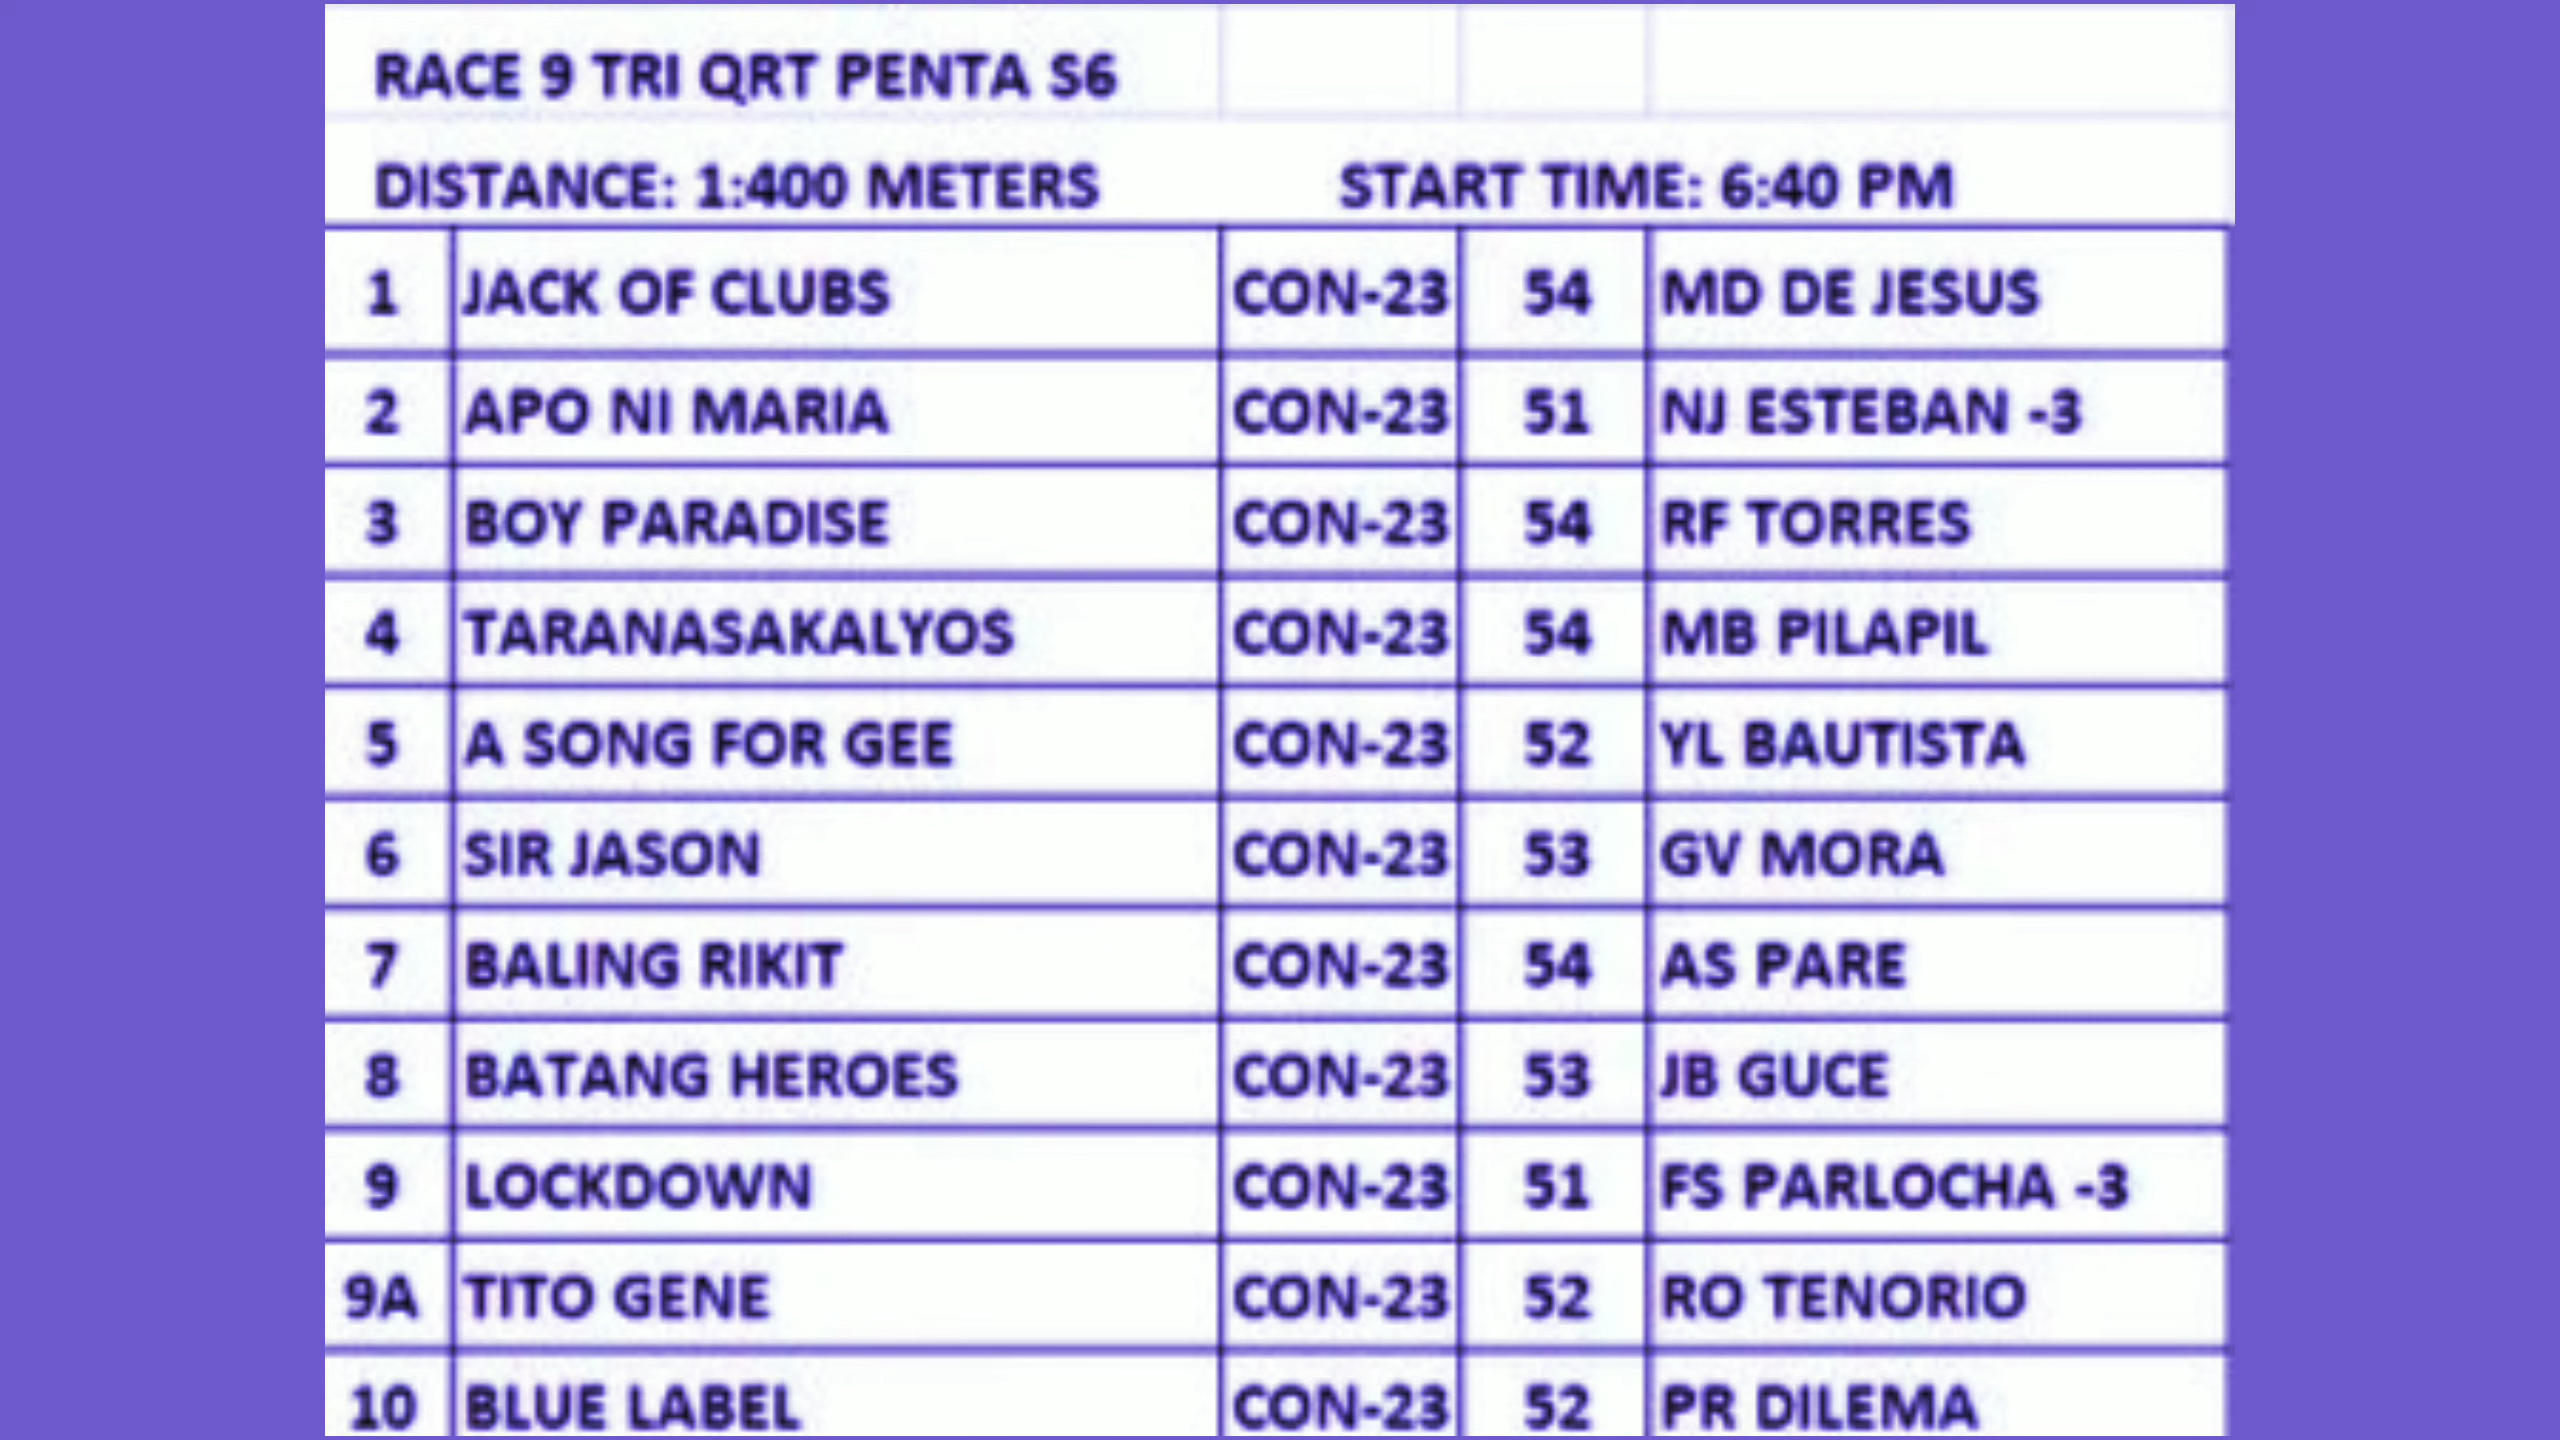 RACE 9 TRI QRT PENTA S6
DISTANCE: 1:400 METERS START TIME: 6:40 PM
1 JACK OF CLUBS CON-23 54 MD DE JESUS
2 APO NI MARIA CON-23 51 NJ ESTEBAN -3
3 BOY PARADISE CON-23 54 RF TORRES
4 TARANASAKALYOS CON-23 54 MB PILAPIL
5 A SONG FOR GEE CON-23 52 YL BAUTISTA
6 SIR JASON CON-23 53 GV MORA
7 BALING RIKIT CON-23 54 AS PARE
8 BATANG HEROES CON-23 53 JB GUCE
9 LOCKDOWN CON-23 51 FS PARLOCHA -3
9A TITO GENE CON-23 52 RO TENORIO
10 BLUE LABEL CON-23 52 PR DILEMA